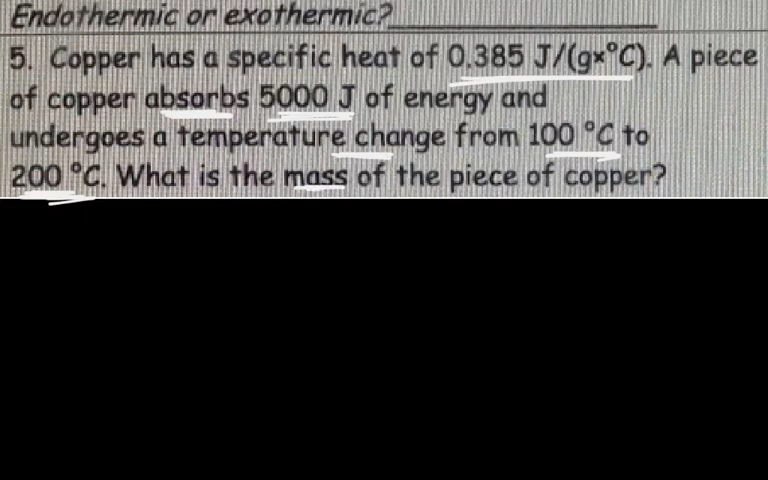 Endothermic or exothermic?
5. Copper has a specific heat of 0.385 J/(g×°C). A piece
of copper absorbs 5000 J of energy and
undergoes a temperature change from 100 °C to
200 °C. What is the mass of the piece of copper?